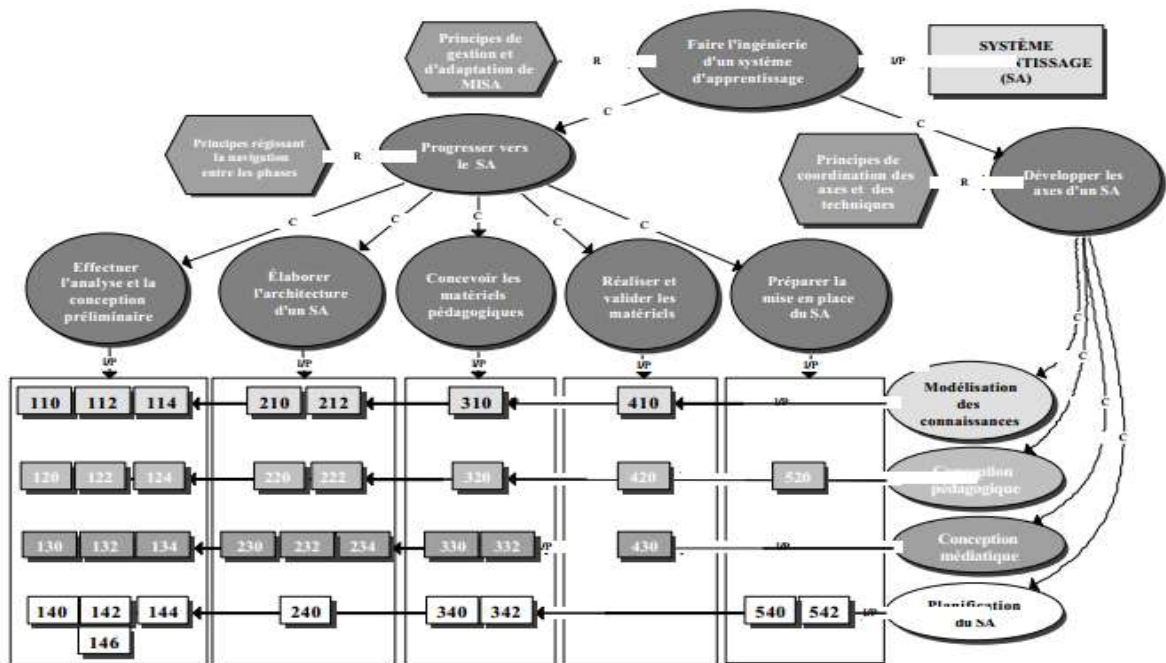 Principes de
gestion et
d'adaptation de
MISA
R
Faire l'ingénierie
d'un système
d'apprentissage
I/P
SYSTÈME
NTISSAGE
(SA)
C
C
Principes régissant
la navigation
entre les phases
R
Progresser vers
le SA
Principes de
coordination des
axes et des
techniques
R
Développer les
axes d'un SA
C
C
C
C
C
Effectuer
l'analyse et la
conception
préliminaire
Élaborer
l'architecture
d'un SA
Concevoir les
matériels
pédagogiques
Réaliser et
valider les
matériels
Préparer la
mise en place
du SA
C
C
C
C
I/P
I/P
I/P
I/P
I/P
110 112 114
210 212
310
410
I/P
Modélisation
des
connaissances
120 122 124
220 222
320
420
520
I/P
Conception
pédagogique
130 132 134
230 232 234
330 332
I/P
430
I/P
Conception
médiatique
140 142 144
146
240
340 342
540 542
I/P
Planification
du SA